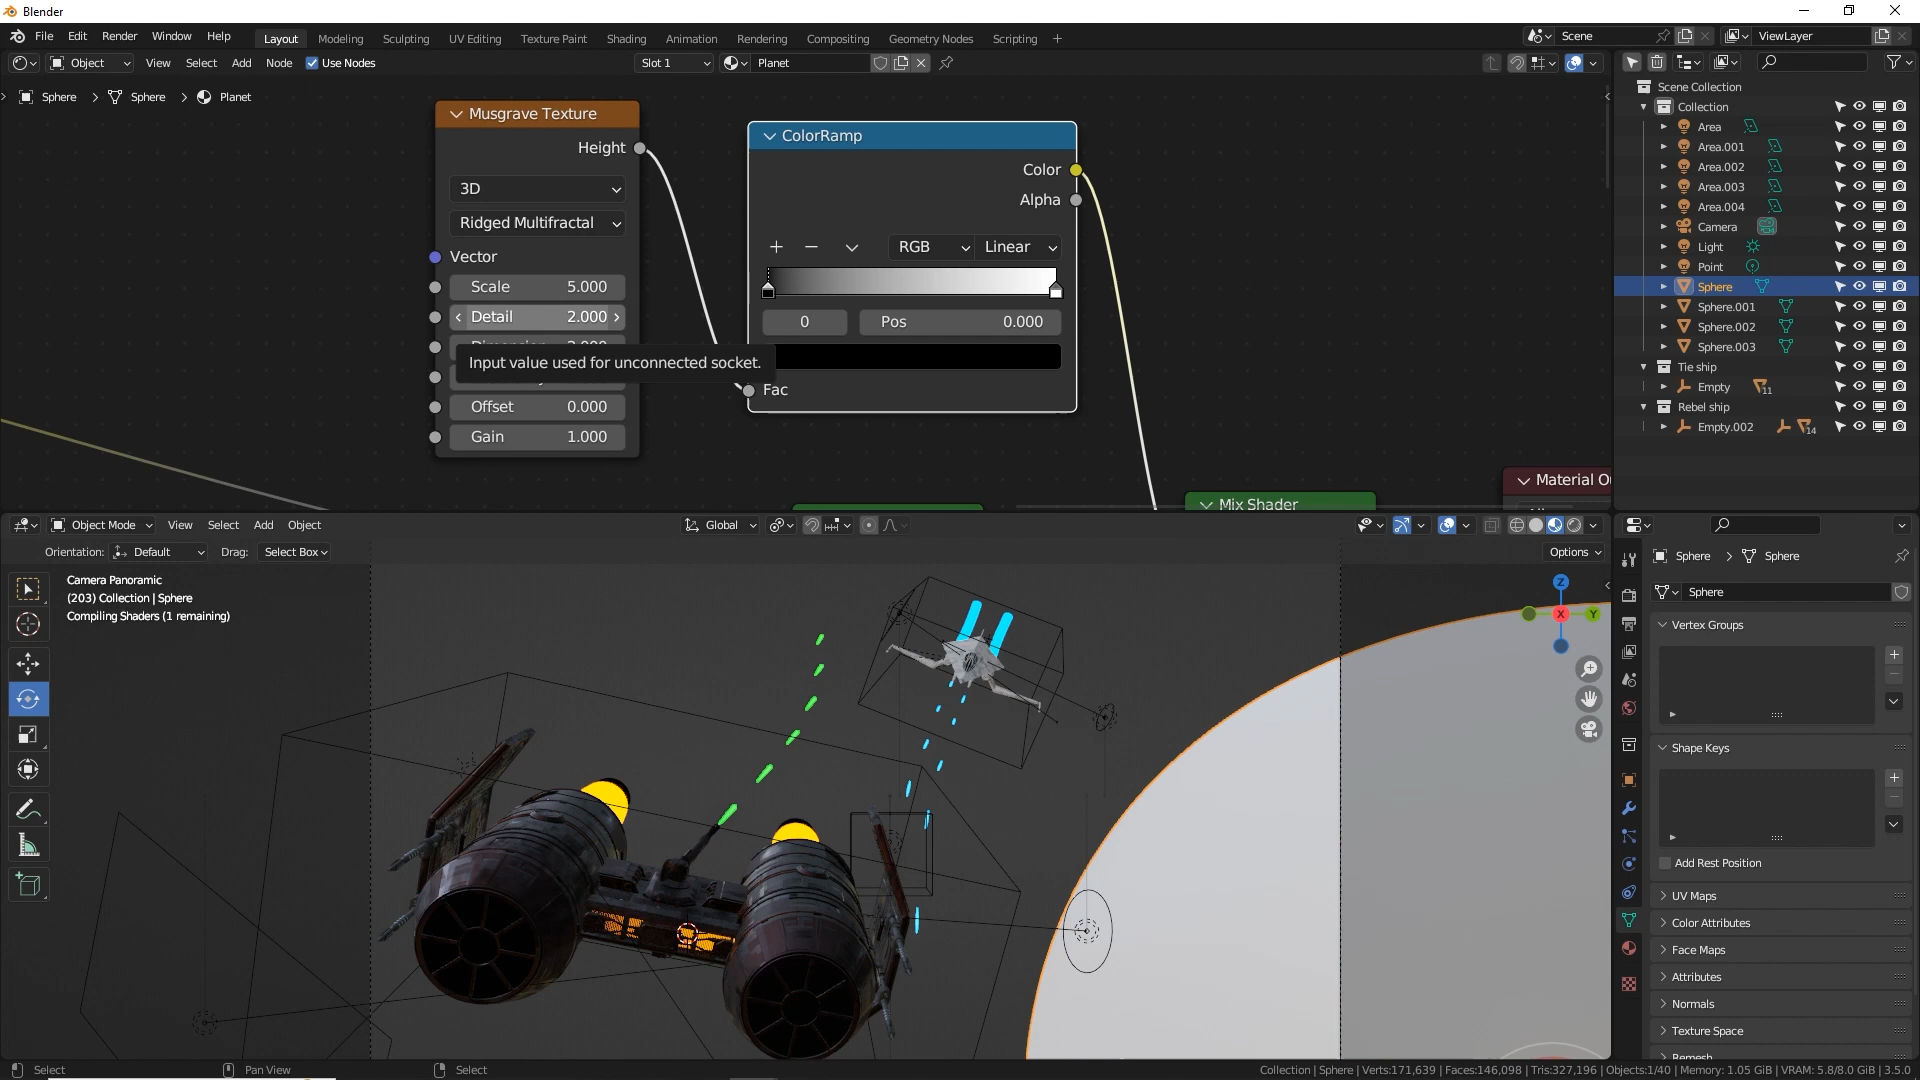 Blender
File Edit Render Window Help Layout Modeling Sculpting UV Editing Texture Paint Shading Animation Rendering Compositing Geometry Nodes Scripting + Scene ViewLayer
Object View Select Add Node Use Nodes Slot 1 Planet
Sphere > Sphere > Planet
Musgrave Texture
Height
3D
Ridged Multifractal
Vector
Scale 5.000
Detail 2.000
Input value used for unconnected socket.
Offset 0.000
Gain 1.000
ColorRamp
Color
Alpha
RGB Linear
0 Pos 0.000
Fac
Mix Shader
Material O
Scene Collection
Collection
Area
Area.001
Area.002
Area.003
Area.004
Camera
Light
Point
Sphere
Sphere.001
Sphere.002
Sphere.003
Tie ship
Empty 11
Rebel ship
Empty.002 14
Object Mode View Select Add Object Global
Orientation: Default Drag: Select Box Options
Camera Panoramic
(203) Collection | Sphere
Compiling Shaders (1 remaining)
Z
X
Y
Sphere > Sphere
Sphere
Vertex Groups
Shape Keys
Add Rest Position
UV Maps
Color Attributes
Face Maps
Attributes
Normals
Texture Space
Remesh
Select Pan View Select
Collection | Sphere | Verts:171,639 | Faces:146,098 | Tris:327,196 | Objects:1/40 | Memory: 1.05 GiB | VRAM: 5.8/8.0 GiB | 3.5.0